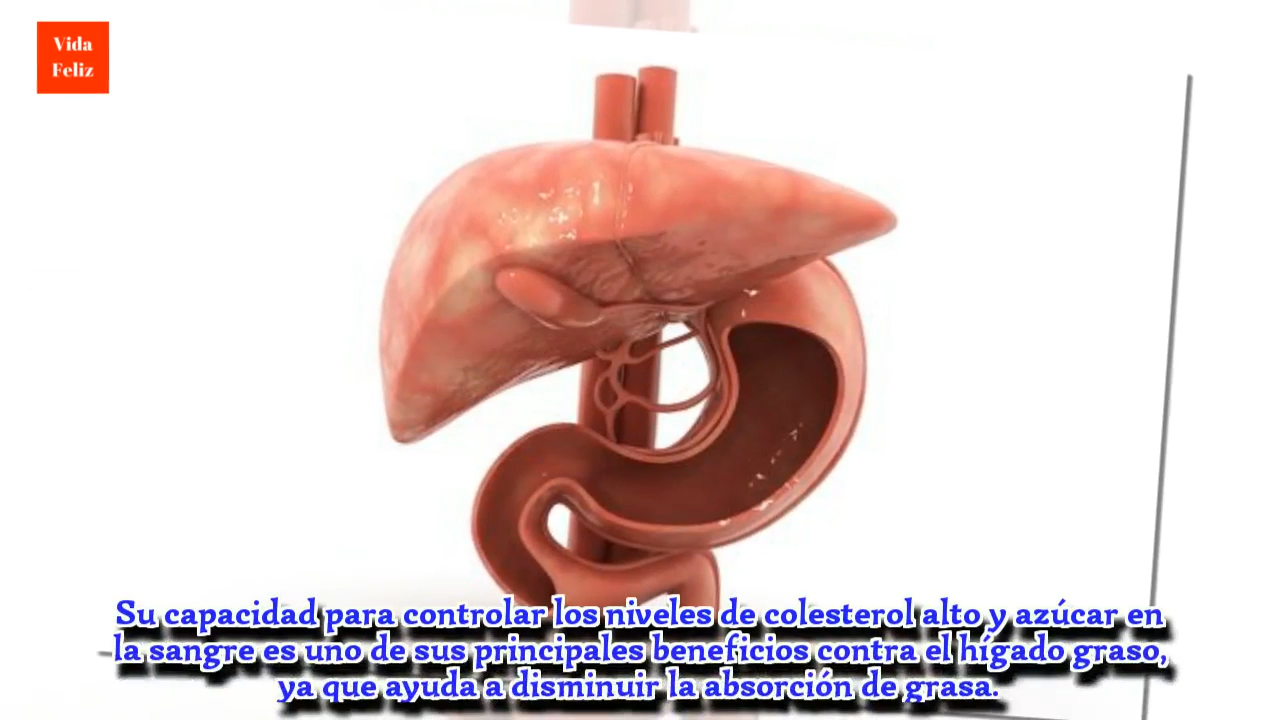 Vida
Feliz
Su capacidad para controlar los niveles de colesterol alto y azúcar en
la sangre es uno de sus principales beneficios contra el hígado graso,
ya que ayuda a disminuir la absorción de grasa.